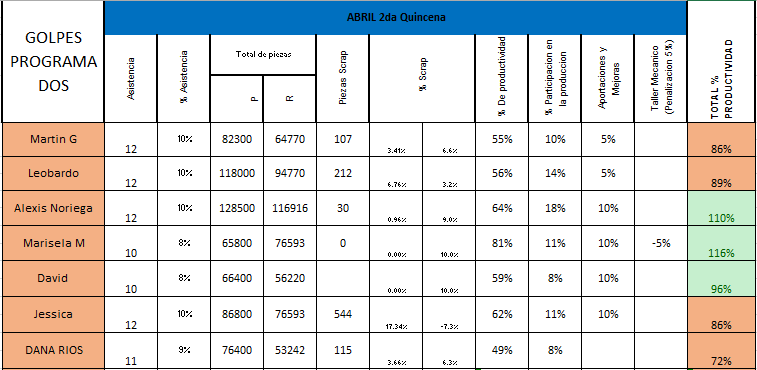 ABRIL 2da Quincena
GOLPES
PROGRAMA
DOS
Asistencia
% Asistencia
Total de piezas
P
R
Piezas Scrap
% Scrap
% De productividad
% Participacion en
la produccion
Aportaciones y
Mejoras
Taller Mecanico
(Penalizacion 5%)
TOTAL %
PRODUCTIVIDAD
Martin G 12 10% 82300 64770 107 3.41% 6.6% 55% 10% 5% 86%
Leobardo 12 10% 118000 94770 212 6.76% 3.2% 56% 14% 5% 89%
Alexis Noriega 12 10% 128500 116916 30 0.96% 9.0% 64% 18% 10% 110%
Marisela M 10 8% 65800 76593 0 0.00% 10.0% 81% 11% 10% -5% 116%
David 10 8% 66400 56220 0.00% 10.0% 59% 8% 10% 96%
Jessica 12 10% 86800 76593 544 17.34% -7.3% 62% 11% 10% 86%
DANA RIOS 11 9% 76400 53242 115 3.66% 6.3% 49% 8% 72%